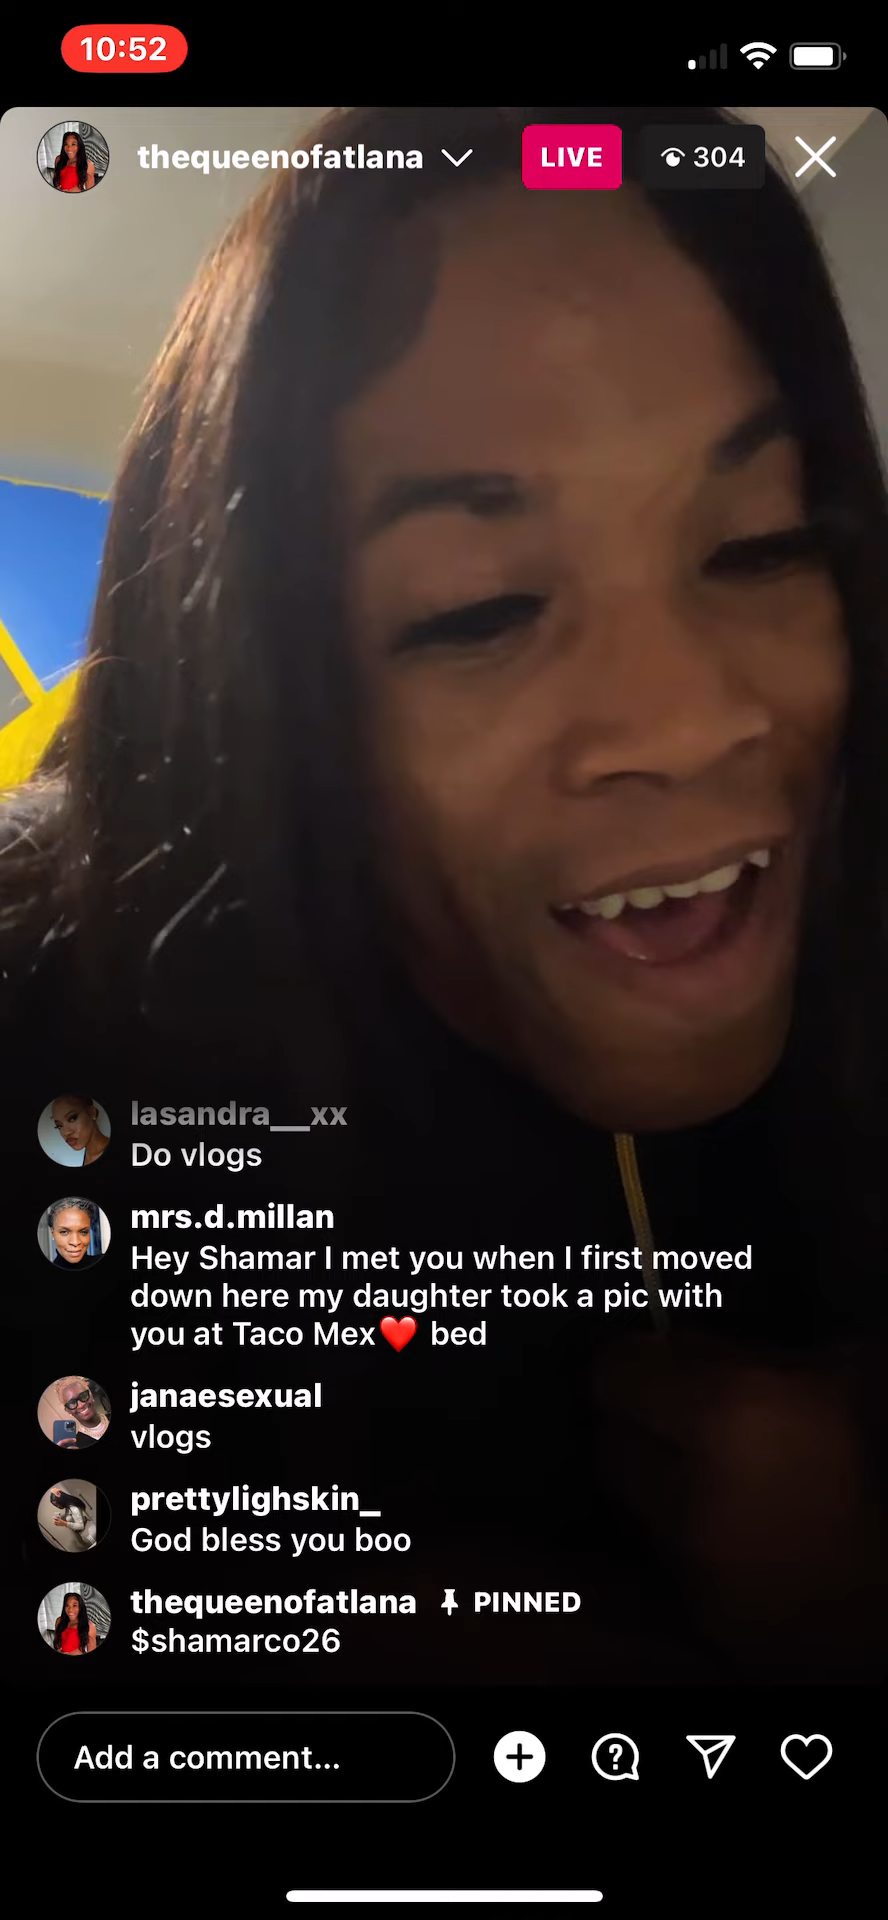 10:52
thequeenofatlana
LIVE
304
lasandra__xx
Do vlogs
mrs.d.millan
Hey Shamar I met you when I first moved
down here my daughter took a pic with
you at Taco Mex❤️ bed
janaesexual
vlogs
prettylighskin_
God bless you boo
thequeenofatlana PINNED
$shamarco26
Add a comment...